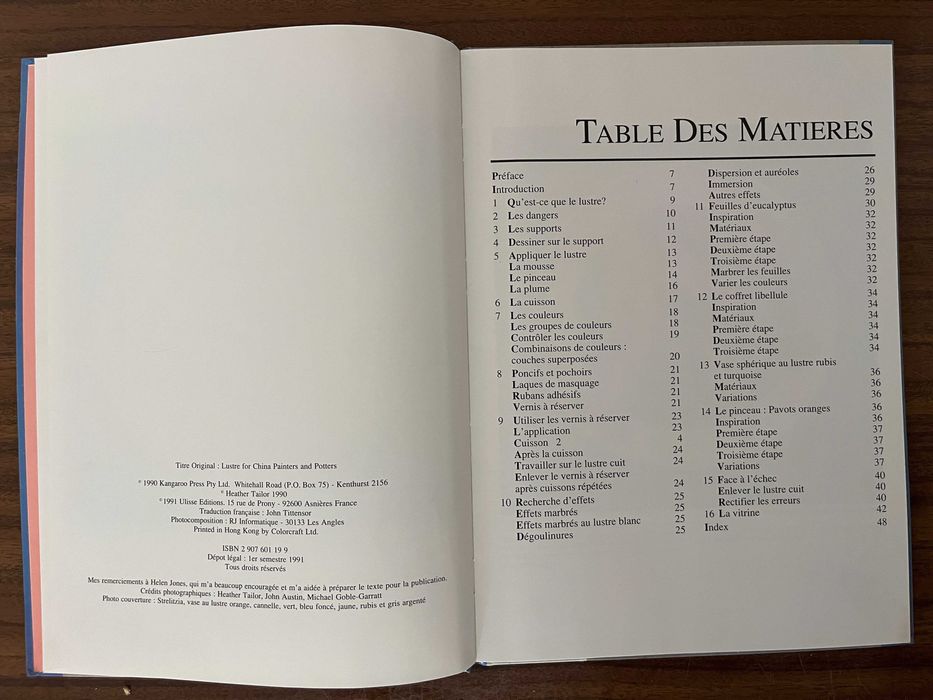 Titre Original : Lustre for China Painters and Potters
© 1990 Kangaroo Press Pty Ltd. Whitehall Road (P.O. Box 75) - Kenthurst 2156
© Heather Tailor 1990
© 1991 Ulisse Editions. 15 rue de Prony - 92600 Asnières France
Traduction française : John Tittensor
Photocomposition : RJ Informatique - 30133 Les Angles
Printed in Hong Kong by Colorcraft Ltd.
ISBN 2 907 601 19 9
Dépot légal : 1er semestre 1991
Tous droits réservés
Mes remerciements à Helen Jones, qui m'a beaucoup encouragée et m'a aidée à préparer le texte pour la publication.
Crédits photographiques : Heather Tailor, John Austin, Michael Goble-Garratt
Photo couverture : Strelitzia, vase au lustre orange, cannelle, vert, bleu foncé, jaune, rubis et gris argenté
TABLE DES MATIERES
Préface 7
Introduction 7
1 Qu'est-ce que le lustre? 9
2 Les dangers 10
3 Les supports 11
4 Dessiner sur le support 12
5 Appliquer le lustre 13
La mousse 13
Le pinceau 14
La plume 16
6 La cuisson 17
7 Les couleurs 18
Les groupes de couleurs 18
Contrôler les couleurs 19
Combinaisons de couleurs :
couches superposées 20
8 Poncifs et pochoirs 21
Laques de masquage 21
Rubans adhésifs 21
Vernis à réserver 21
9 Utiliser les vernis à réserver 23
L'application 23
Cuisson 2 4
Après la cuisson 24
Travailler sur le lustre cuit 24
Enlever le vernis à réserver
après cuissons répétées 24
10 Recherche d'effets 25
Effets marbrés 25
Effets marbrés au lustre blanc 25
Dégoulinures 25
Dispersion et auréoles 26
Immersion 29
Autres effets 29
11 Feuilles d'eucalyptus 30
Inspiration 32
Matériaux 32
Première étape 32
Deuxième étape 32
Troisième étape 32
Marbrer les feuilles 32
Varier les couleurs 32
12 Le coffret libellule 34
Inspiration 34
Matériaux 34
Première étape 34
Deuxième étape 34
Troisième étape 34
13 Vase sphérique au lustre rubis
et turquoise 36
Matériaux 36
Variations 36
14 Le pinceau : Pavots oranges 36
Inspiration 36
Première étape 37
Deuxième étape 37
Troisième étape 37
Variations 37
15 Face à l'échec 40
Enlever le lustre cuit 40
Rectifier les erreurs 40
16 La vitrine 42
Index 48